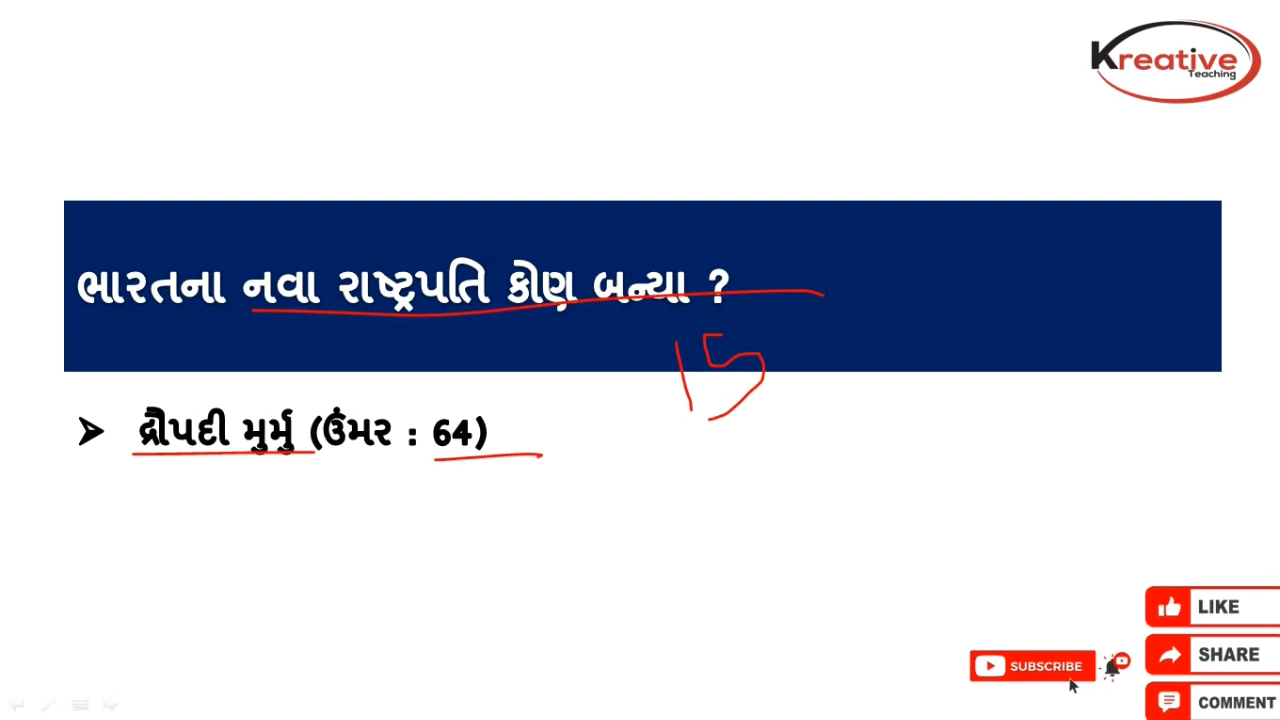 Kreative
Teaching
ભારતના નવા રાષ્ટ્રપતિ કોણ બન્યા ?
15
➤ દ્રૌપદી મુર્મુ (ઉંમર : 64)
LIKE
SHARE
SUBSCRIBE
COMMENT